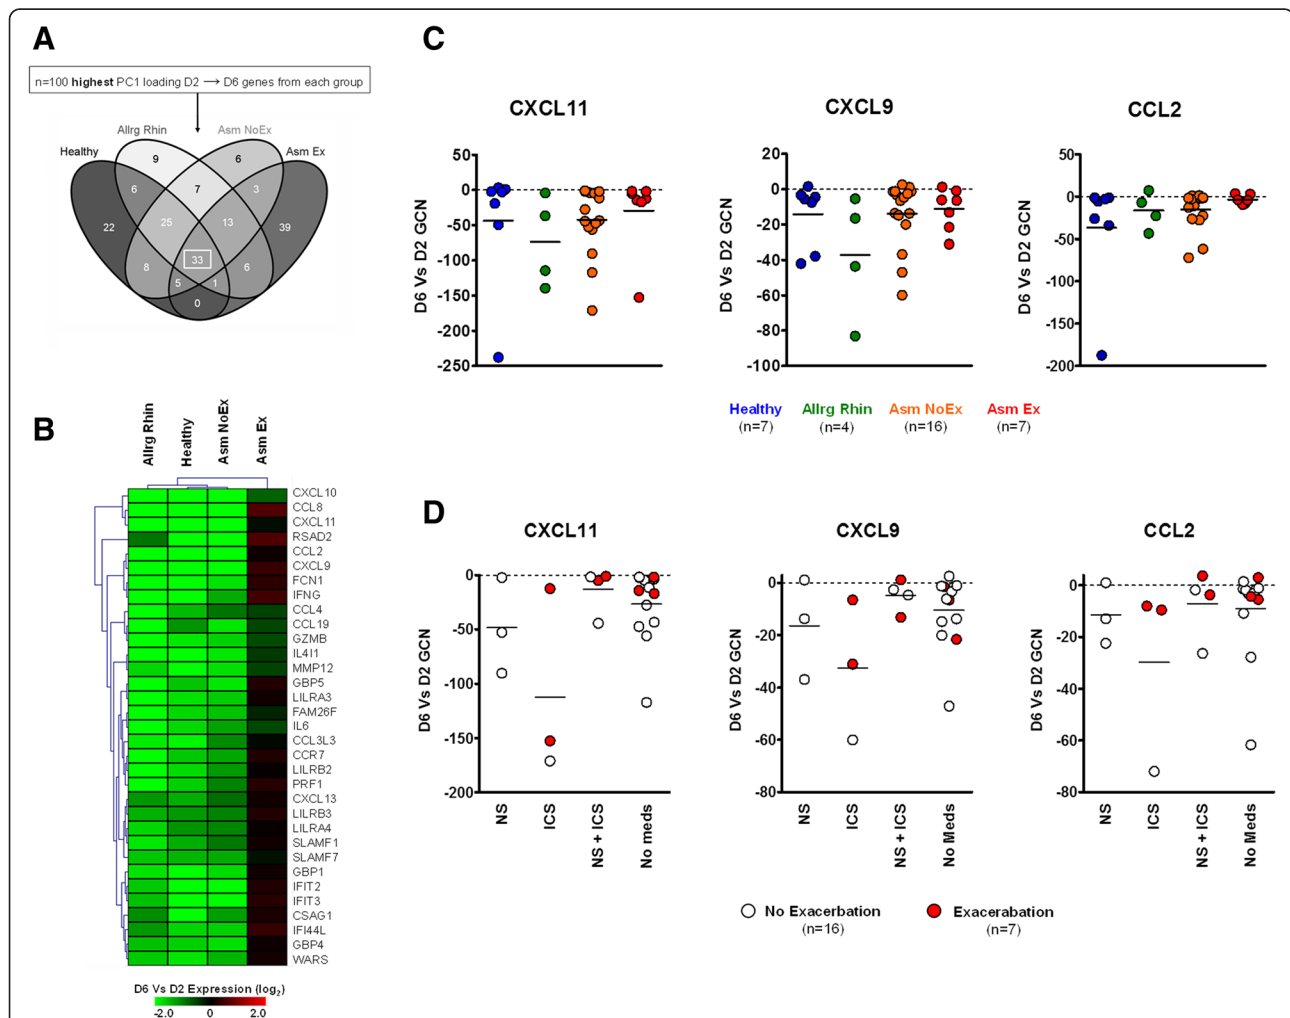 A
n=100 highest PC1 loading D2 → D6 genes from each group
Allrg Rhin
Asm NoEx
Healthy
Asm Ex
9
6
6
7
3
22
25
13
39
33
8
6
5
1
0
B
Allrg Rhin
Healthy
Asm NoEx
Asm Ex
CXCL10
CCL8
CXCL11
RSAD2
CCL2
CXCL9
FCN1
IFNG
CCL4
CCL19
GZMB
IL4I1
MMP12
GBP5
LILRA3
FAM26F
IL6
CCL3L3
CCR7
LILRB2
PRF1
CXCL13
LILRB3
LILRA4
SLAMF1
SLAMF7
GBP1
IFIT2
IFIT3
CSAG1
IFI44L
GBP4
WARS
D6 Vs D2 Expression (log2)
-2.0 0 2.0
C
CXCL11
D6 Vs D2 GCN
50
0
-50
-100
-150
-200
-250
CXCL9
D6 Vs D2 GCN
20
0
-20
-40
-60
-80
-100
CCL2
D6 Vs D2 GCN
50
0
-50
-100
-150
-200
Healthy Allrg Rhin Asm NoEx Asm Ex
(n=7) (n=4) (n=16) (n=7)
D
CXCL11
D6 Vs D2 GCN
0
-50
-100
-150
-200
NS
ICS
NS + ICS
No meds
CXCL9
D6 Vs D2 GCN
0
-20
-40
-60
-80
NS
ICS
NS + ICS
No Meds
CCL2
D6 Vs D2 GCN
0
-20
-40
-60
-80
NS
ICS
NS + ICS
No Meds
No Exacerbation
(n=16)
Exacerabation
(n=7)